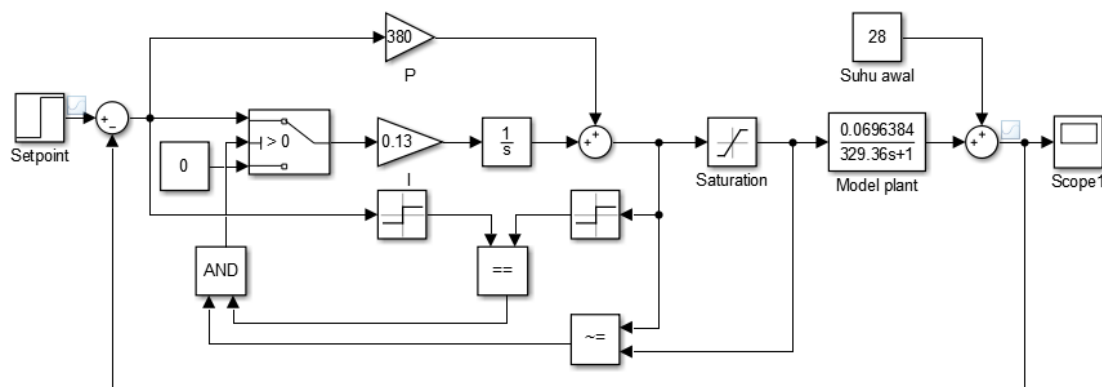 380
P
28
Suhu awal
Setpoint
> 0
0
0.13
I
1
s
Saturation
0.0696384
329.36s+1
Model plant
Scope1
AND
==
~=